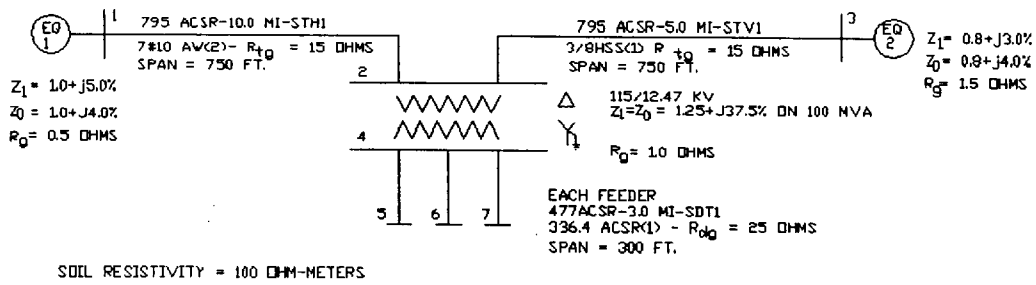 EQ 1
1
795 ACSR-10.0 MI-STH1
7#10 AW(2)- Rtg = 15 OHMS
SPAN = 750 FT.
795 ACSR-5.0 MI-STV1
3/8HSS(1) R tg = 15 OHMS
SPAN = 750 FT.
3
EQ 2
Z1 = 0.8+J3.0%
Z0 = 0.8+J4.0%
Rg= 1.5 OHMS
Z1 = 1.0+J5.0%
Z0 = 1.0+J4.0%
Rg= 0.5 OHMS
2
4
Δ 115/12.47 KV
Z1=Z0 = 1.25+J37.5% ON 100 MVA
Rg= 1.0 OHMS
5 6 7
EACH FEEDER
477ACSR-3.0 MI-SDT1
336.4 ACSR(1) - Rdg = 25 OHMS
SPAN = 300 FT.
SOIL RESISTIVITY = 100 OHM-METERS